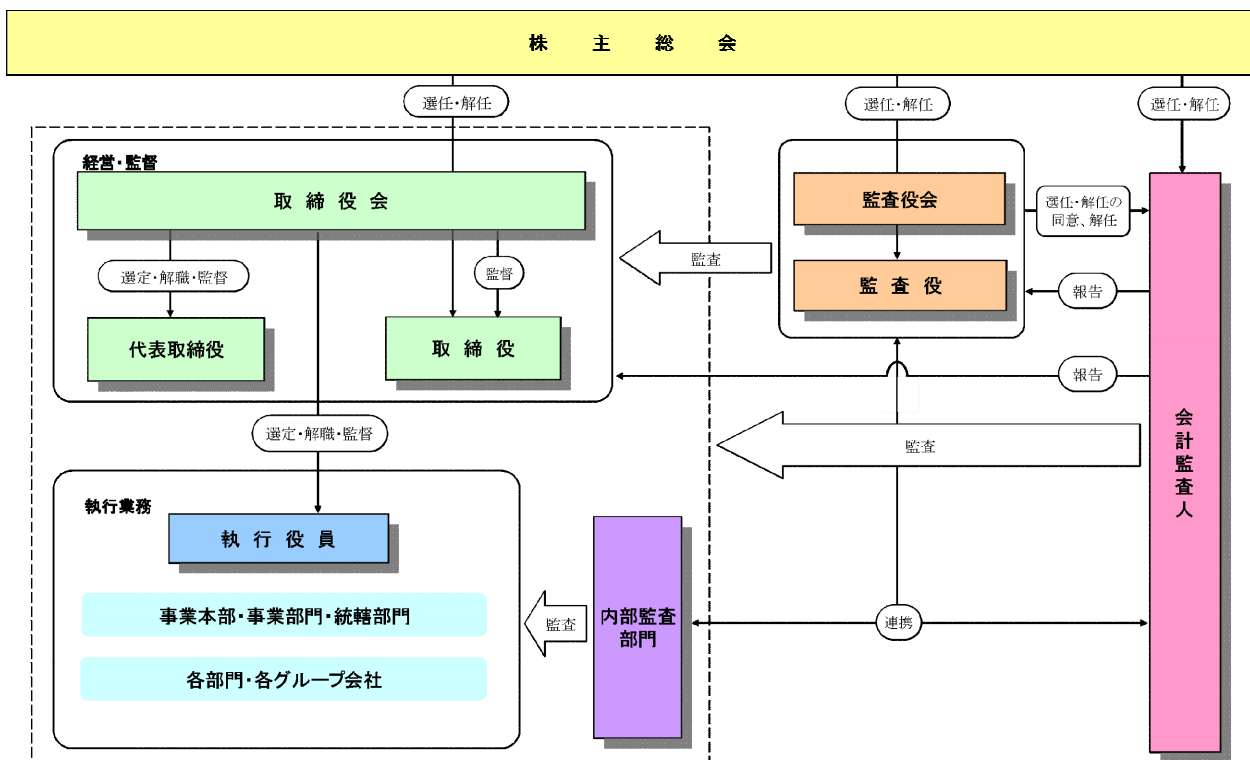 株 主 総 会
選任・解任
選任・解任
選任・解任
経営・監督
取 締 役 会
監査役会
選任・解任の
同意、解任
監査
選定・解職・監督
監督
監 査 役
報告
代表取締役
取 締 役
報告
会計監査人
選定・解職・監督
監査
執行業務
執 行 役 員
事業本部・事業部門・統轄部門
各部門・各グループ会社
監査
内部監査
部門
連携